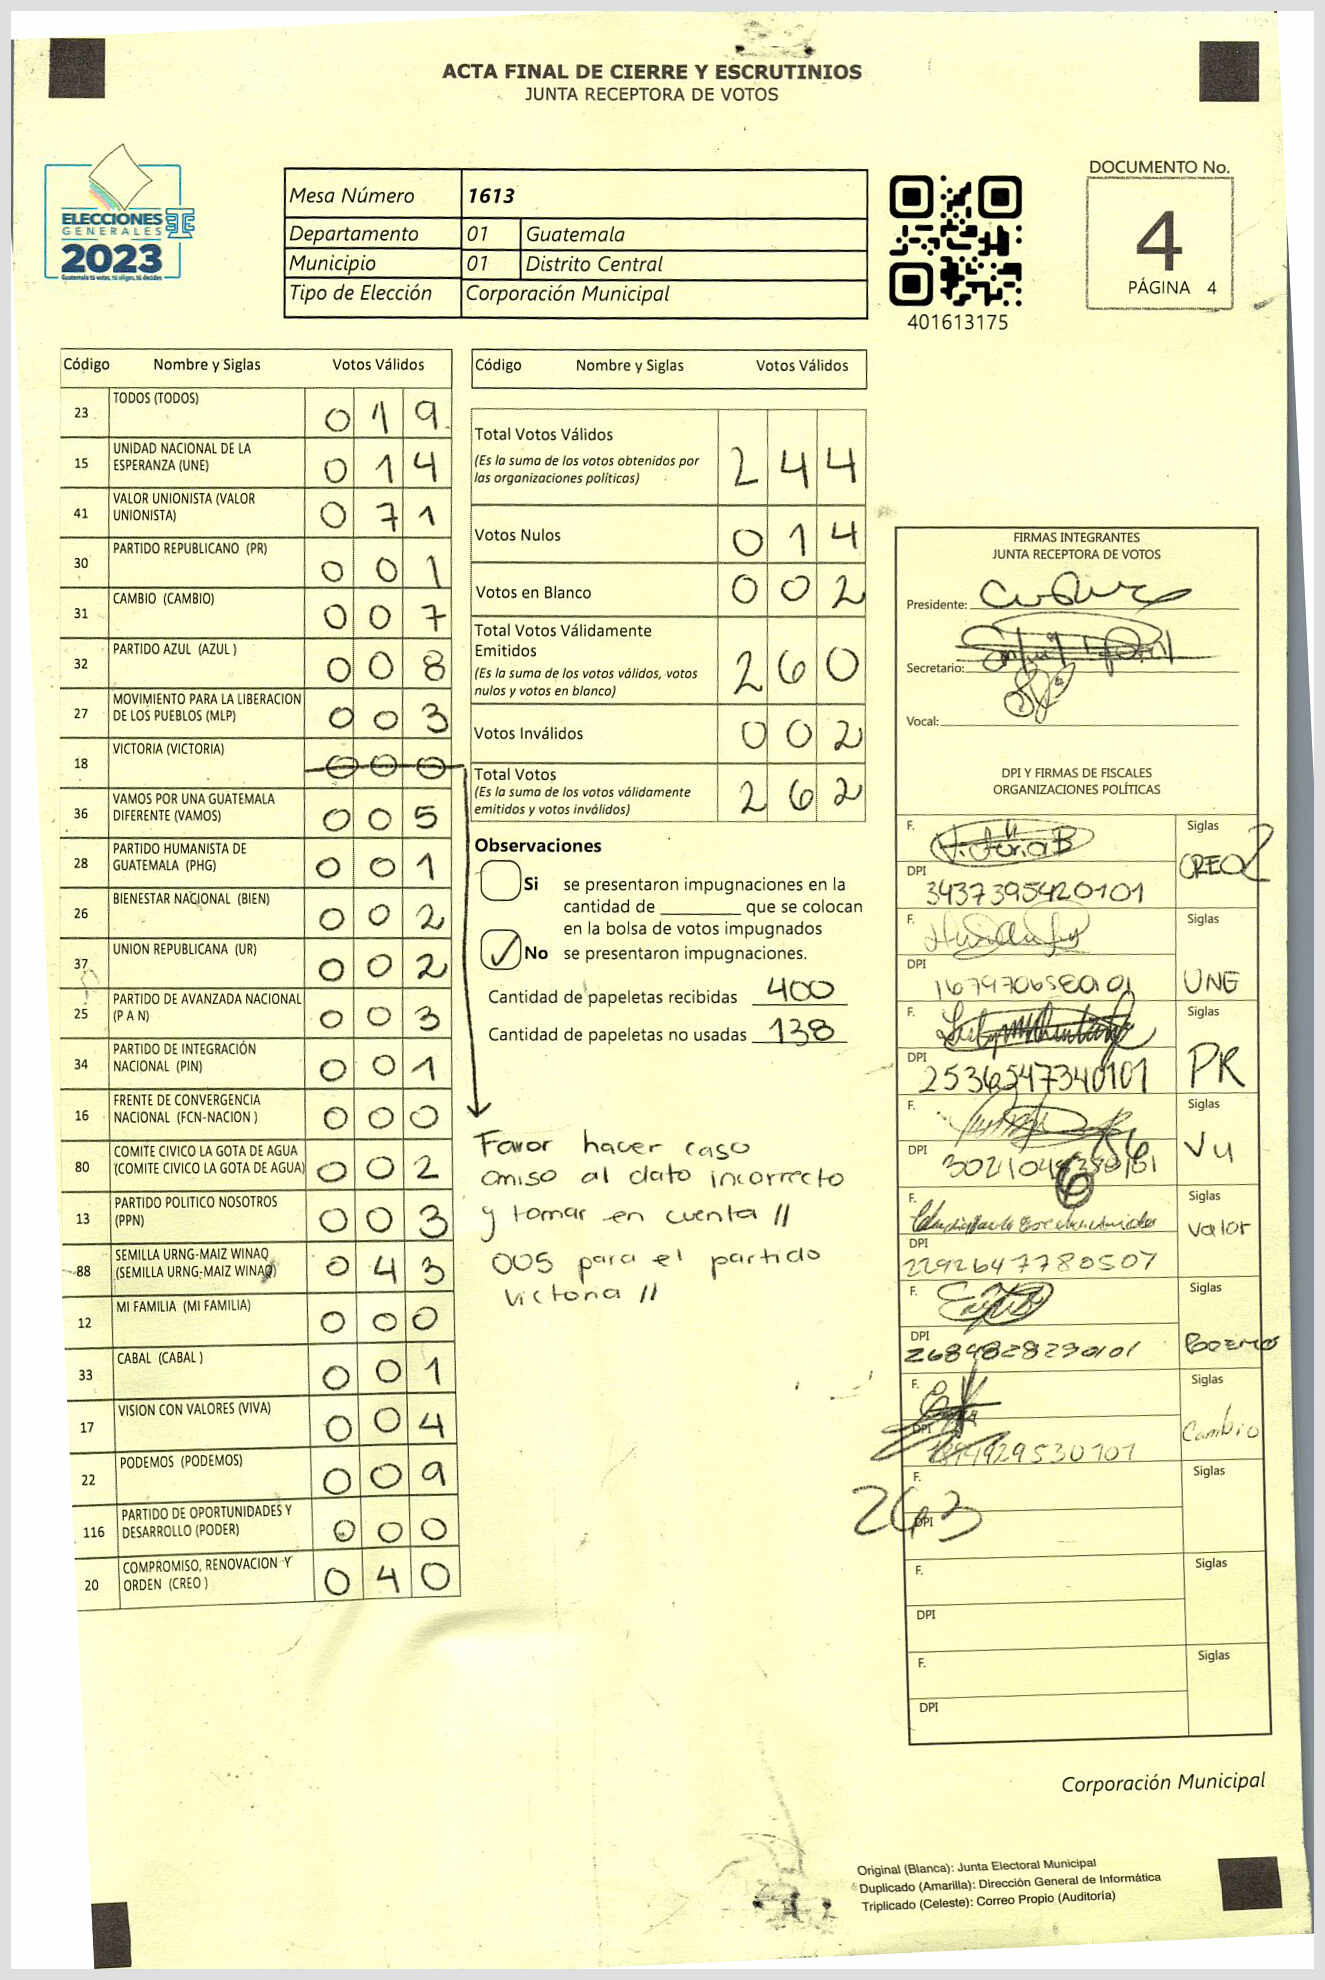 ACTA FINAL DE CIERRE Y ESCRUTINIOS
JUNTA RECEPTORA DE VOTOS
ELECCIONES
GENERALES
2023
Guatemala tú votas, tú eliges, tú decides
Mesa Número 1613
Departamento 01 Guatemala
Municipio 01 Distrito Central
Tipo de Elección Corporación Municipal
401613175
DOCUMENTO No.
4
PÁGINA 4
Código Nombre y Siglas Votos Válidos
23 TODOS (TODOS) 0 1 9
15 UNIDAD NACIONAL DE LA ESPERANZA (UNE) 0 1 4
41 VALOR UNIONISTA (VALOR UNIONISTA) 0 7 1
30 PARTIDO REPUBLICANO (PR) 0 0 1
31 CAMBIO (CAMBIO) 0 0 7
32 PARTIDO AZUL (AZUL ) 0 0 8
27 MOVIMIENTO PARA LA LIBERACION DE LOS PUEBLOS (MLP) 0 0 3
18 VICTORIA (VICTORIA) 0 0 0
36 VAMOS POR UNA GUATEMALA DIFERENTE (VAMOS) 0 0 5
28 PARTIDO HUMANISTA DE GUATEMALA (PHG) 0 0 1
26 BIENESTAR NACIONAL (BIEN) 0 0 2
37 UNION REPUBLICANA (UR) 0 0 2
25 PARTIDO DE AVANZADA NACIONAL (P A N) 0 0 3
34 PARTIDO DE INTEGRACIÓN NACIONAL (PIN) 0 0 1
16 FRENTE DE CONVERGENCIA NACIONAL (FCN-NACION ) 0 0 0
80 COMITE CIVICO LA GOTA DE AGUA (COMITE CIVICO LA GOTA DE AGUA) 0 0 2
13 PARTIDO POLITICO NOSOTROS (PPN) 0 0 3
88 SEMILLA URNG-MAIZ WINAQ (SEMILLA URNG-MAIZ WINAQ) 0 4 3
12 MI FAMILIA (MI FAMILIA) 0 0 0
33 CABAL (CABAL ) 0 0 1
17 VISION CON VALORES (VIVA) 0 0 4
22 PODEMOS (PODEMOS) 0 0 9
116 PARTIDO DE OPORTUNIDADES Y DESARROLLO (PODER) 0 0 0
20 COMPROMISO, RENOVACION Y ORDEN (CREO ) 0 4 0
Código Nombre y Siglas Votos Válidos
Total Votos Válidos 2 4 4
(Es la suma de los votos obtenidos por
las organizaciones políticas)
Votos Nulos 0 1 4
Votos en Blanco 0 0 2
Total Votos Válidamente
Emitidos 2 6 0
(Es la suma de los votos válidos, votos
nulos y votos en blanco)
Votos Inválidos 0 0 2
Total Votos 2 6 2
(Es la suma de los votos válidamente
emitidos y votos inválidos)
Observaciones
Si se presentaron impugnaciones en la
cantidad de ________ que se colocan
en la bolsa de votos impugnados
No se presentaron impugnaciones.
Cantidad de papeletas recibidas 400
Cantidad de papeletas no usadas 138
Favor hacer caso
omiso al dato incorrecto
y tomar en cuenta //
005 para el partido
Victoria //
FIRMAS INTEGRANTES
JUNTA RECEPTORA DE VOTOS
Presidente:
Secretario:
Vocal:
DPI Y FIRMAS DE FISCALES
ORGANIZACIONES POLÍTICAS
F. Victoria B Siglas CREO
DPI 3437395420101
F. Siglas UNE
DPI
F. Siglas PR
DPI 2536547340101
F. Siglas VU
DPI
F. Siglas Valor
DPI 2292647780507
F. Siglas PODEMOS
DPI 2684828290101
F. Siglas Cambio
DPI
F. Siglas
DPI
243
F. Siglas
DPI
F. Siglas
DPI
Corporación Municipal
Original (Blanca): Junta Electoral Municipal
Duplicado (Amarilla): Dirección General de Informática
Triplicado (Celeste): Correo Propio (Auditoría)